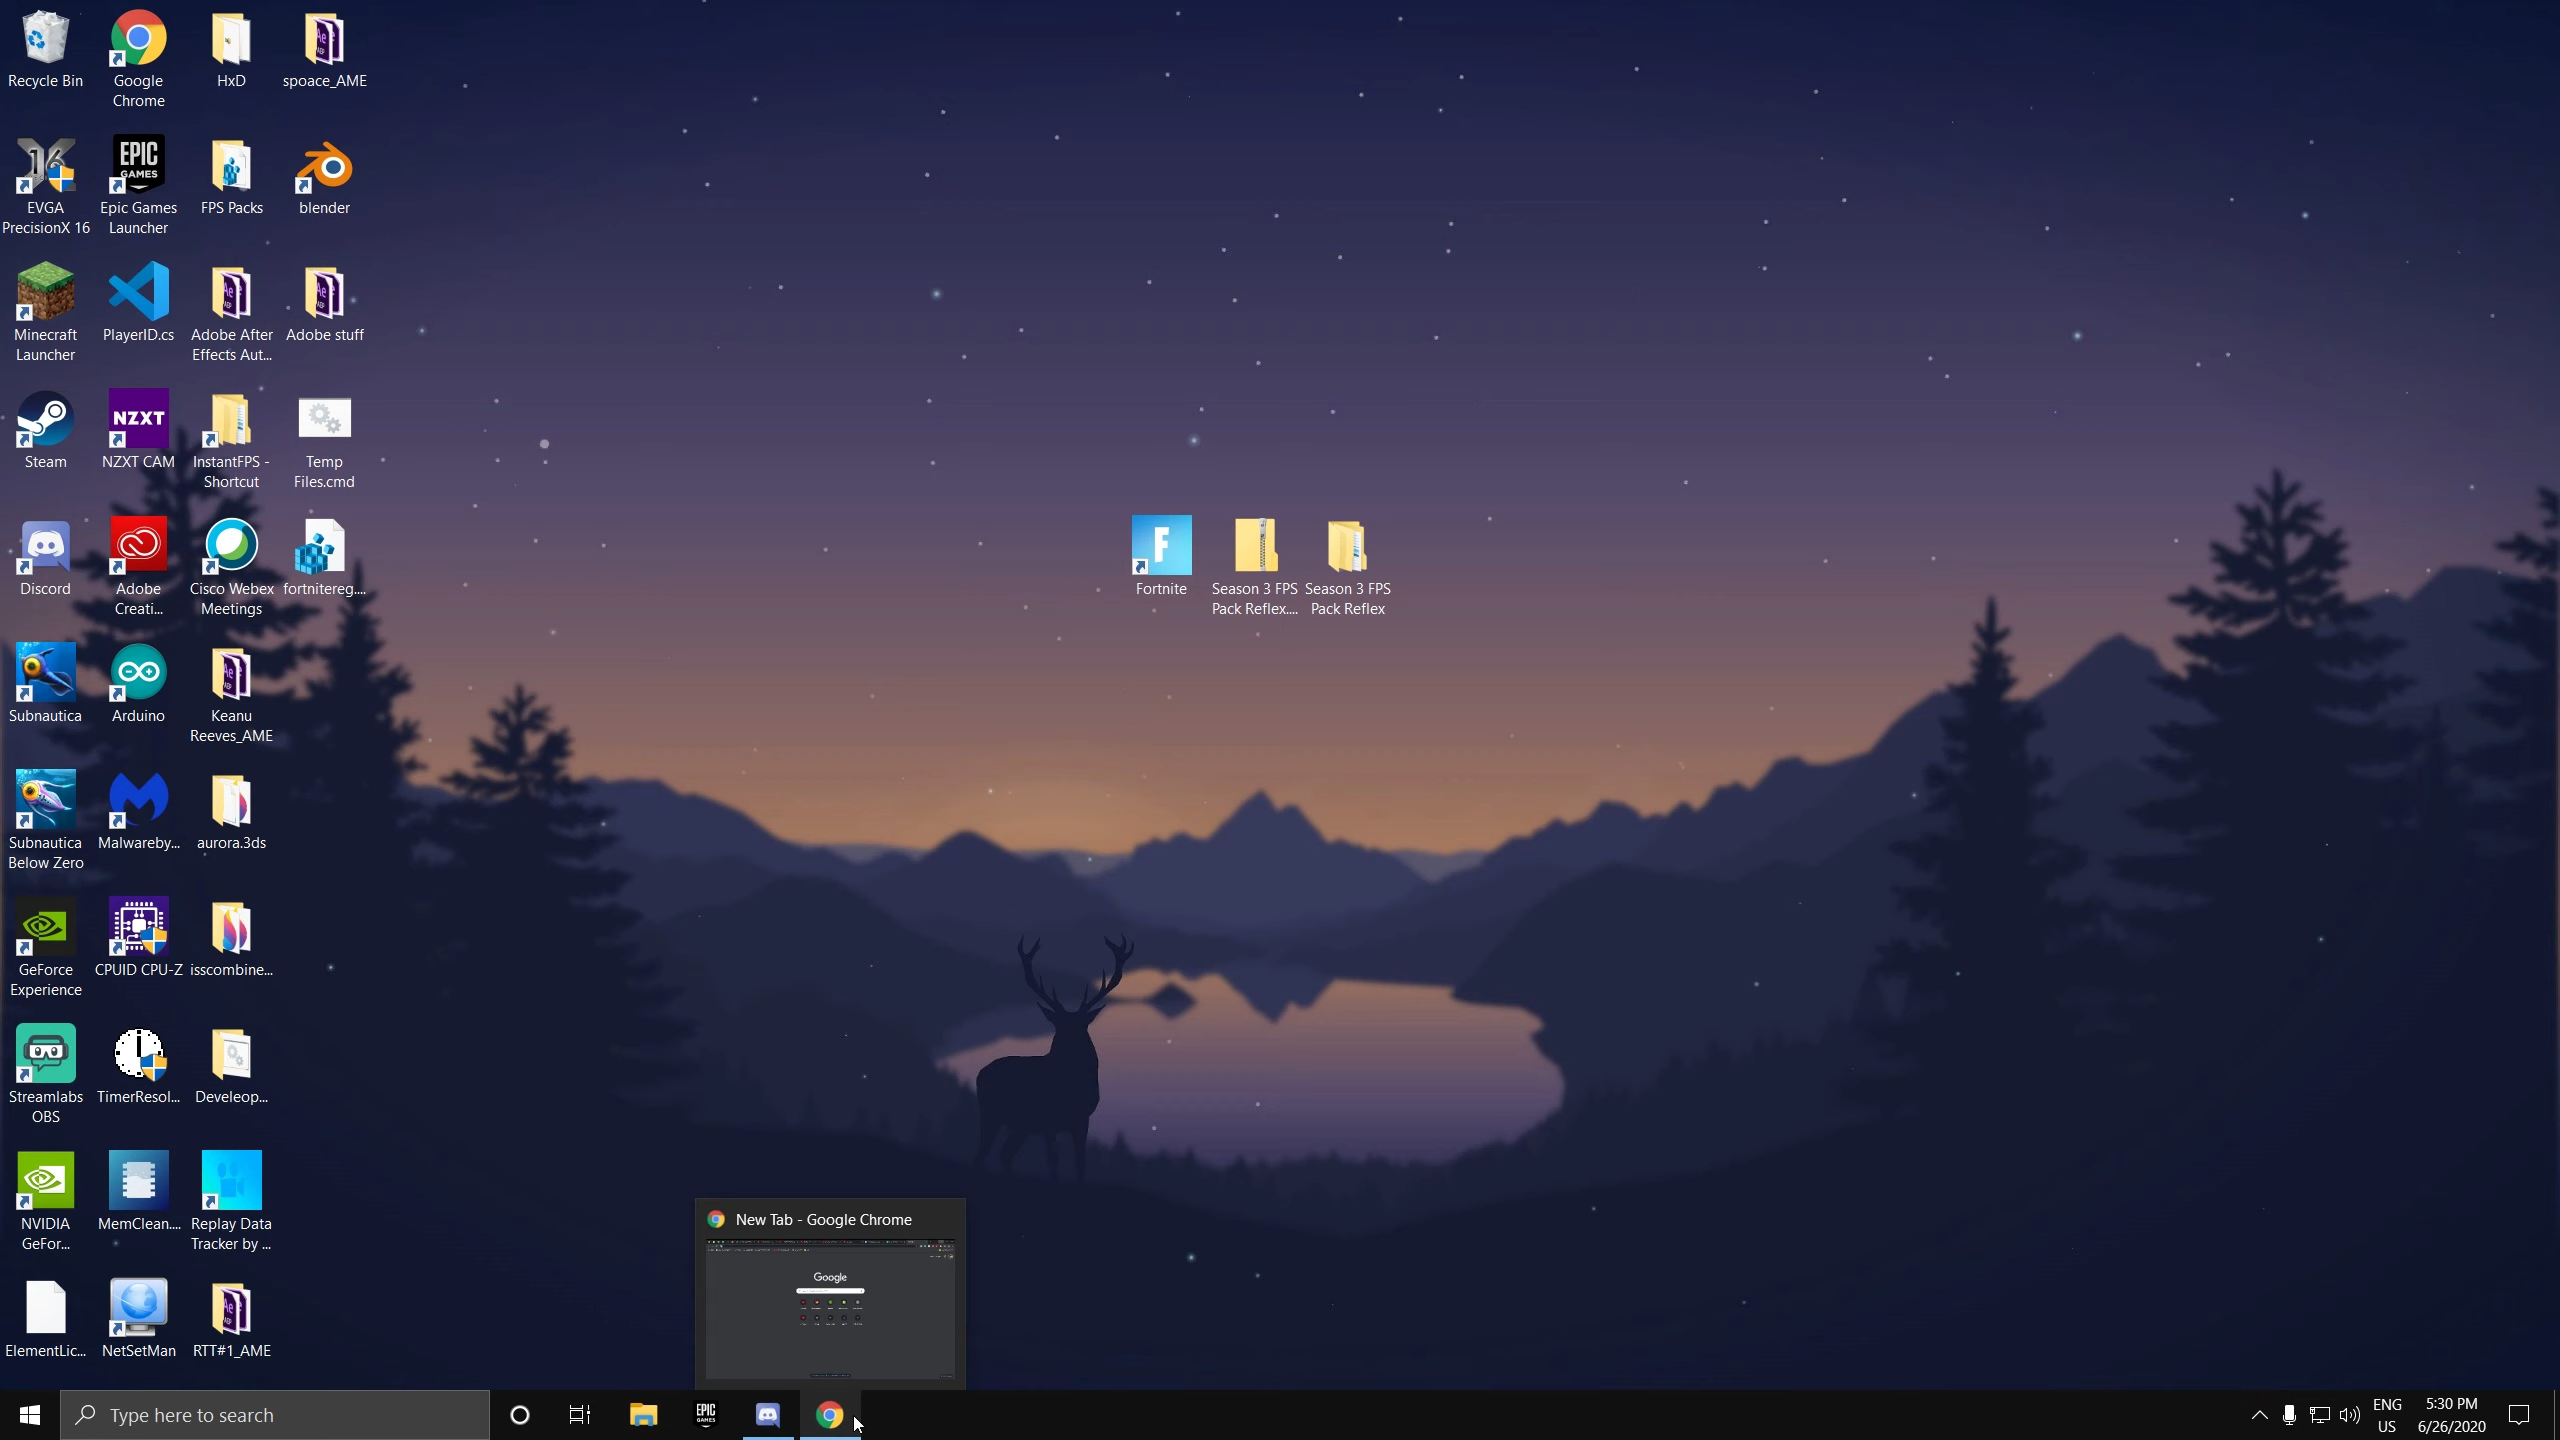 Recycle Bin
Google
Chrome
HxD
spoace_AME
EVGA
PrecisionX 16
EPIC
GAMES
Epic Games
Launcher
FPS Packs
blender
Minecraft
Launcher
PlayerID.cs
Adobe After
Effects Aut...
Adobe stuff
Steam
NZXT
NZXT CAM
InstantFPS -
Shortcut
Temp
Files.cmd
Discord
Adobe
Creati...
Cisco Webex
Meetings
fortnitereg....
F
Fortnite
Season 3 FPS
Pack Reflex....
Season 3 FPS
Pack Reflex
Subnautica
Arduino
Keanu
Reeves_AME
Subnautica
Below Zero
Malwareby...
aurora.3ds
GeForce
Experience
CPUID CPU-Z
isscombine...
Streamlabs
OBS
TimerResol...
Develeop...
NVIDIA
GeFor...
MemClean....
Replay Data
Tracker by ...
ElementLic...
NetSetMan
RTT#1_AME
New Tab - Google Chrome
Google
Type here to search
EPIC
GAMES
ENG
US
5:30 PM
6/26/2020